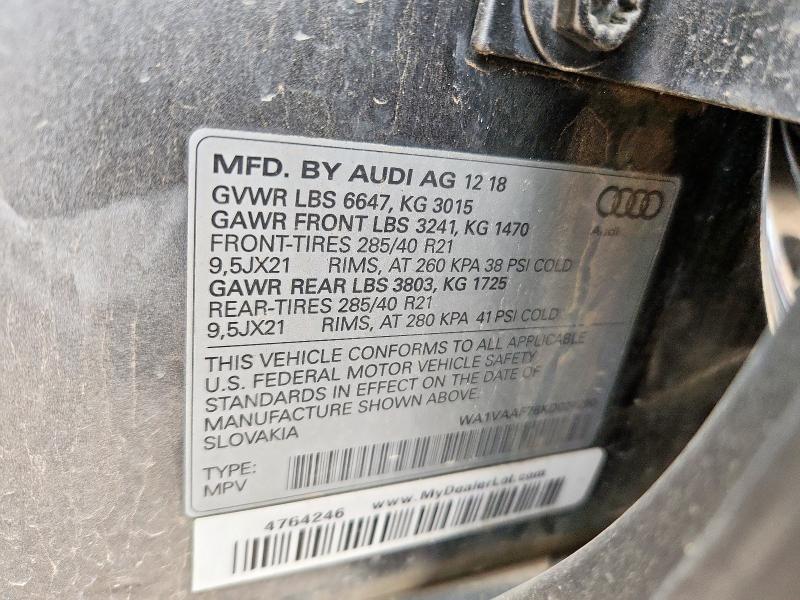 MFD. BY AUDI AG 12 18
GVWR LBS 6647, KG 3015
GAWR FRONT LBS 3241, KG 1470
FRONT-TIRES 285/40 R21
9,5JX21 RIMS, AT 260 KPA 38 PSI COLD
GAWR REAR LBS 3803, KG 1725
REAR-TIRES 285/40 R21
9,5JX21 RIMS, AT 280 KPA 41 PSI COLD
Audi
THIS VEHICLE CONFORMS TO ALL APPLICABLE
U.S. FEDERAL MOTOR VEHICLE SAFETY
STANDARDS IN EFFECT ON THE DATE OF
MANUFACTURE SHOWN ABOVE.
SLOVAKIA
TYPE:
MPV
4764246 www.MyDealerLot.com